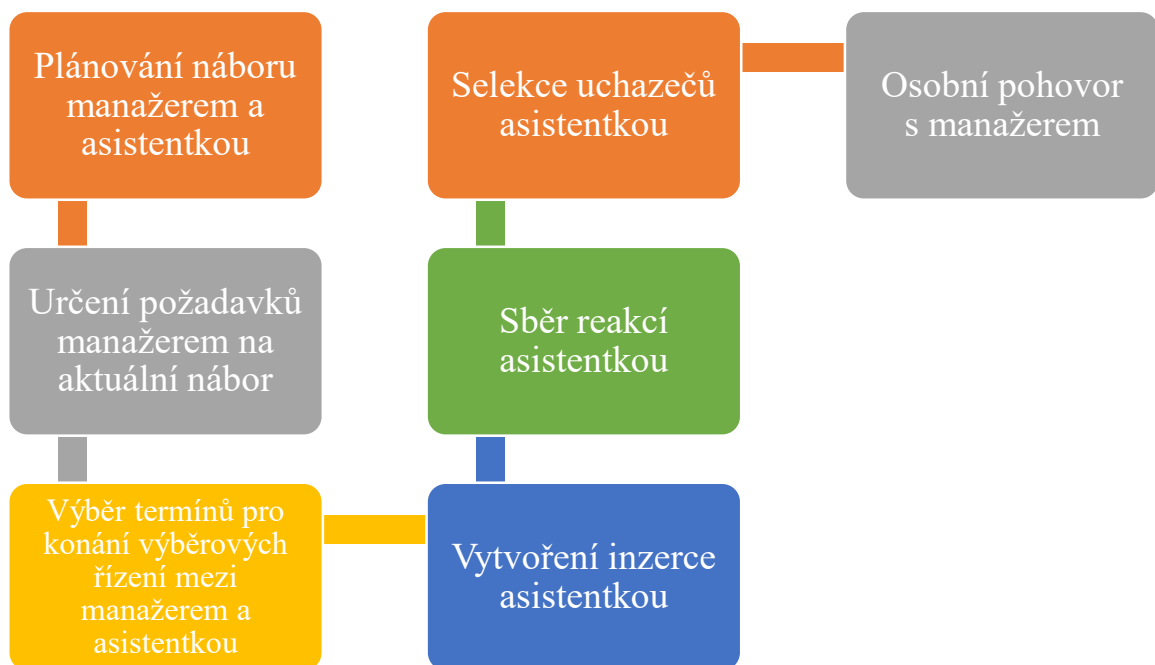 Plánování náboru
manažerem a
asistentkou
Určení požadavků
manažerem na
aktuální nábor
Výběr termínů pro
konání výběrových
řízení mezi
manažerem a
asistentkou
Vytvoření inzerce
asistentkou
Sběr reakcí
asistentkou
Selekce uchazečů
asistentkou
Osobní pohovor
s manažerem